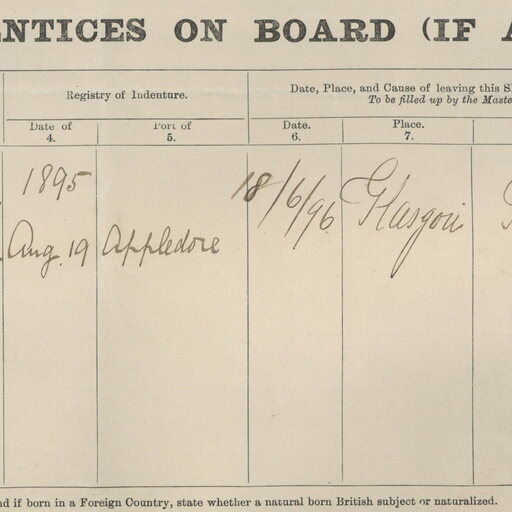 ENTICES ON BOARD (IF A
Registry of Indenture.
Date, Place, and Cause of leaving this S
To be filled up by the Maste
Date of
4.
Port of
5.
Date.
6.
Place.
7.
1895
Aug. 19 Appledore
18/6/96 Glasgow
nd if born in a Foreign Country, state whether a natural born British subject or naturalized.